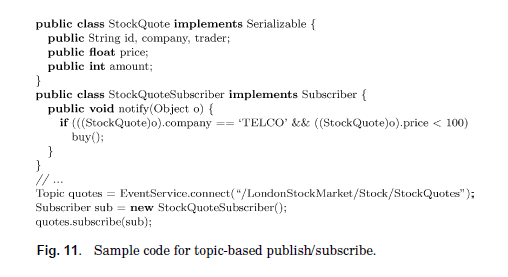 public class StockQuote implements Serializable {
public String id, company, trader;
public float price;
public int amount;
}
public class StockQuoteSubscriber implements Subscriber {
public void notify(Object o) {
if (((StockQuote)o).company == ‘TELCO’ && ((StockQuote)o).price < 100)
buy();
}
}
// ...
Topic quotes = EventService.connect(“/LondonStockMarket/Stock/StockQuotes”);
Subscriber sub = new StockQuoteSubscriber();
quotes.subscribe(sub);
Fig. 11. Sample code for topic-based publish/subscribe.